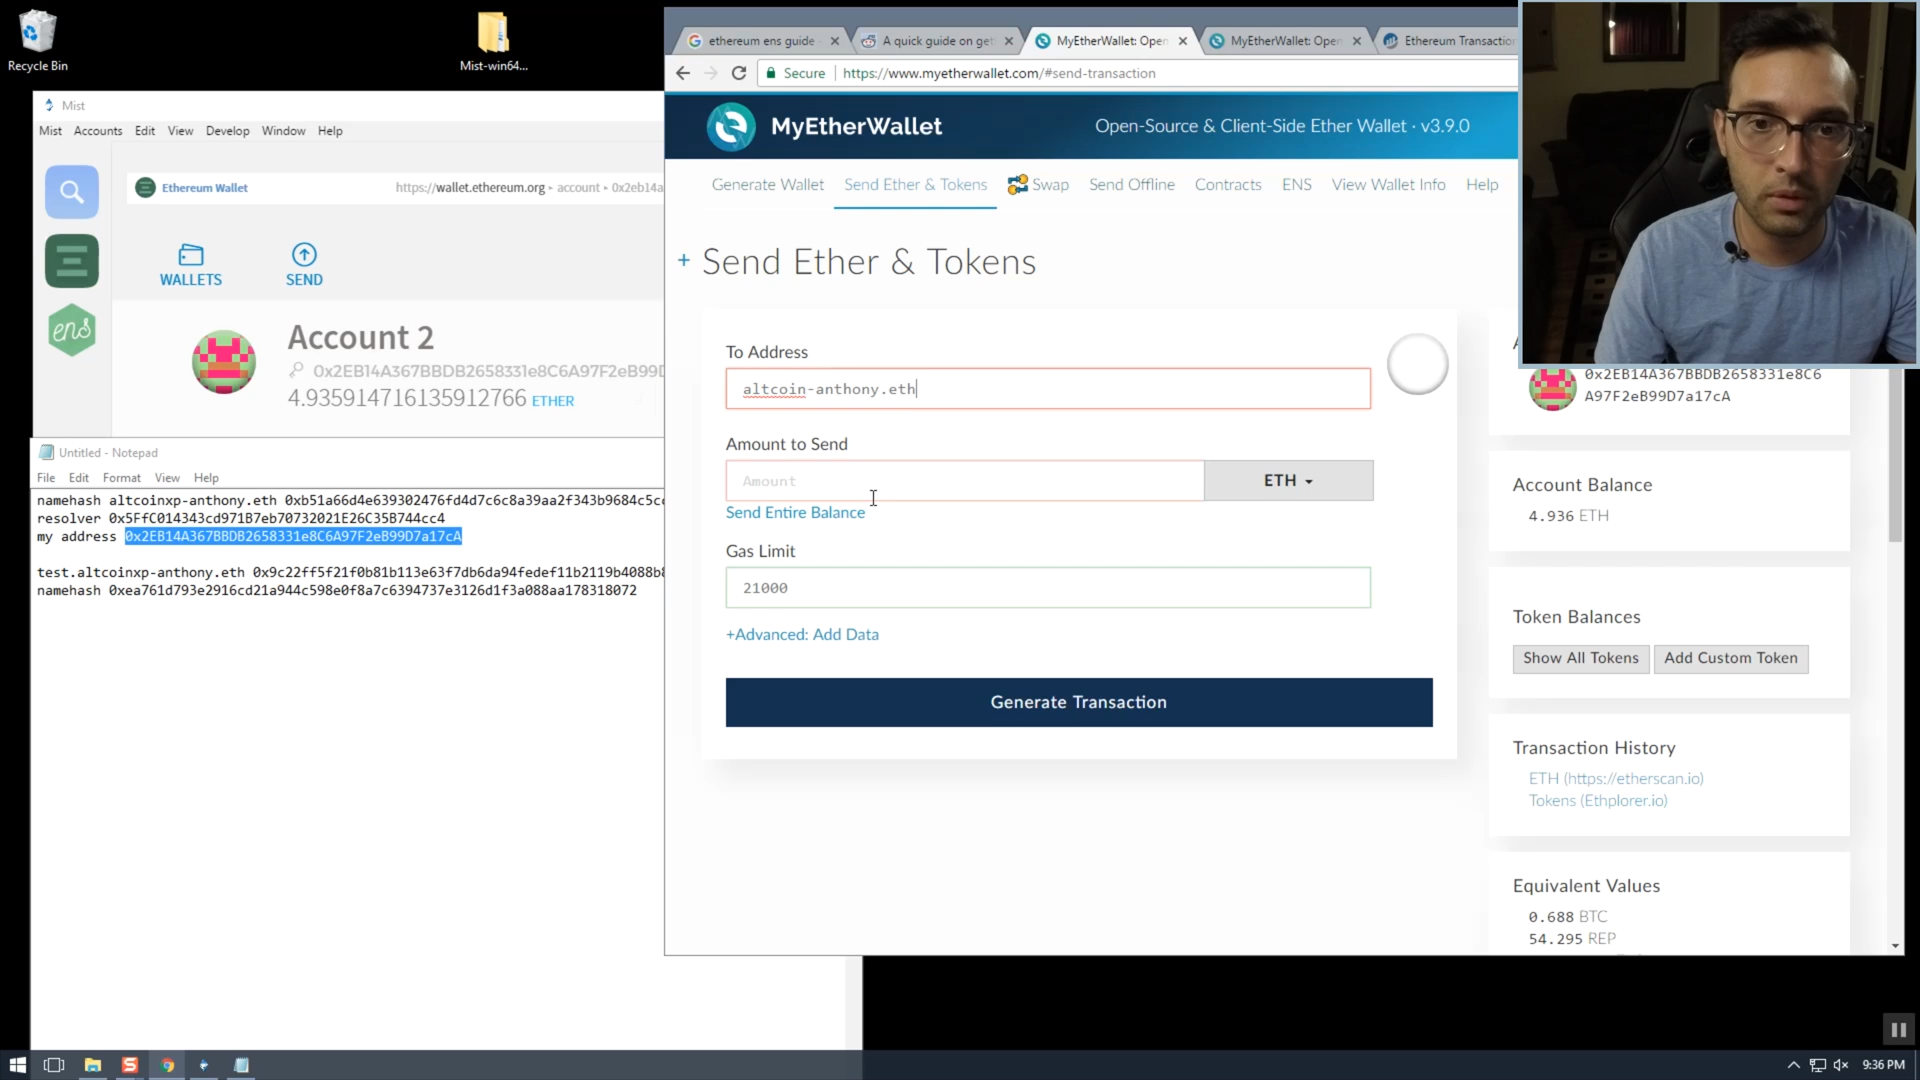 Recycle Bin
Mist-win64...
Mist
Mist Accounts Edit View Develop Window Help
Ethereum Wallet
https://wallet.ethereum.org ▸ account ▸ 0x2eb14a
WALLETS
SEND
ens
Account 2
0x2EB14A367BBDB2658331e8C6A97F2eB99D
4.935914716135912766 ETHER
Untitled - Notepad
File Edit Format View Help
namehash altcoinxp-anthony.eth 0xb51a66d4e639302476fd4d7c6c8a39aa2f343b9684c5cc
resolver 0x5FfC014343cd971B7eb70732021E26C35B744cc4
my address 0x2EB14A367BBDB2658331e8C6A97F2eB99D7a17cA
test.altcoinxp-anthony.eth 0x9c22ff5f21f0b81b113e63f7db6da94fedef11b2119b4088b8
namehash 0xea761d793e2916cd21a944c598e0f8a7c6394737e3126d1f3a088aa178318072
ethereum ens guide
A quick guide on get
MyEtherWallet: Open
MyEtherWallet: Open
Ethereum Transactio
Secure
https://www.myetherwallet.com/#send-transaction
MyEtherWallet
Open-Source & Client-Side Ether Wallet · v3.9.0
Generate Wallet Send Ether & Tokens Swap Send Offline Contracts ENS View Wallet Info Help
+ Send Ether & Tokens
To Address
altcoin-anthony.eth
Amount to Send
Amount
ETH
Send Entire Balance
Gas Limit
21000
+Advanced: Add Data
Generate Transaction
0x2EB14A367BBDB2658331e8C6
A97F2eB99D7a17cA
Account Balance
4.936 ETH
Token Balances
Show All Tokens
Add Custom Token
Transaction History
ETH (https://etherscan.io)
Tokens (Ethplorer.io)
Equivalent Values
0.688 BTC
54.295 REP
9:36 PM